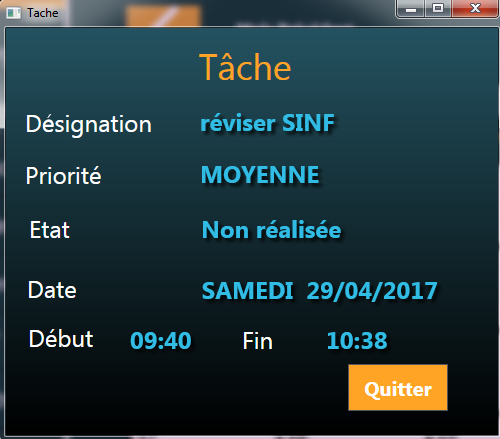 Tache
Tâche
Désignation réviser SINF
Priorité MOYENNE
Etat Non réalisée
Date SAMEDI 29/04/2017
Début 09:40 Fin 10:38
Quitter